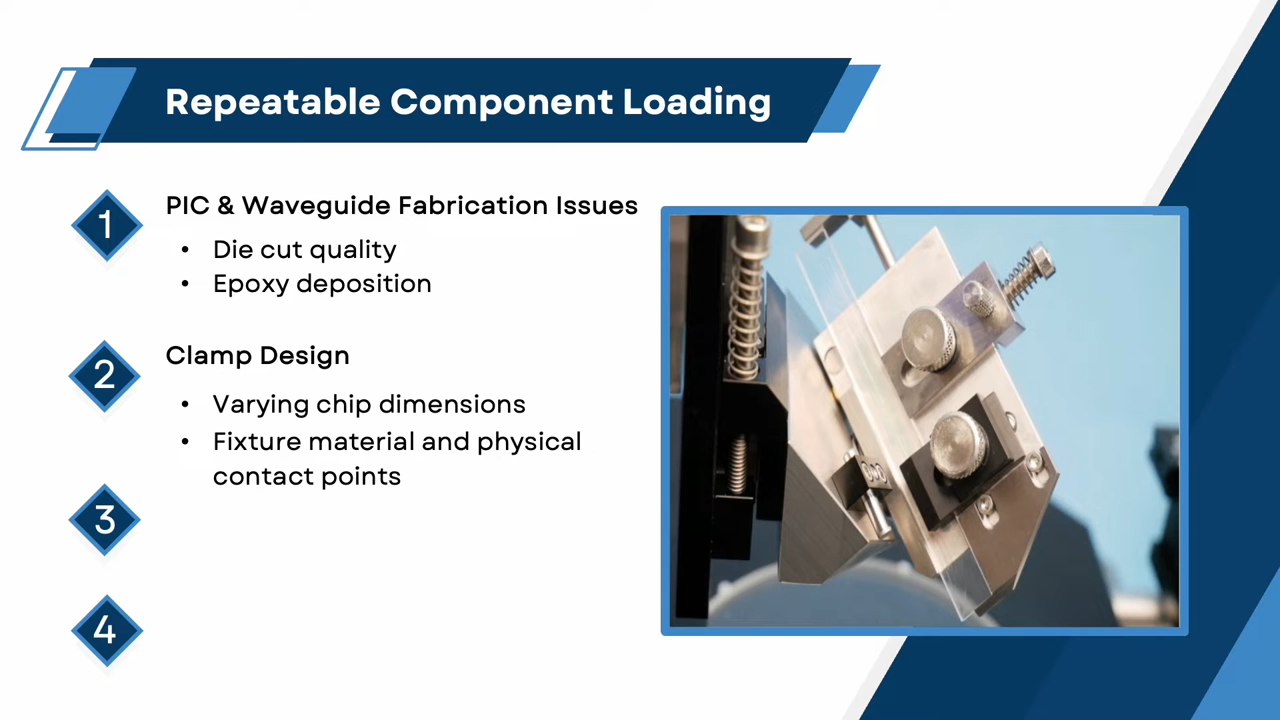 Repeatable Component Loading
1
PIC & Waveguide Fabrication Issues
• Die cut quality
• Epoxy deposition
2
Clamp Design
• Varying chip dimensions
• Fixture material and physical
contact points
3
4